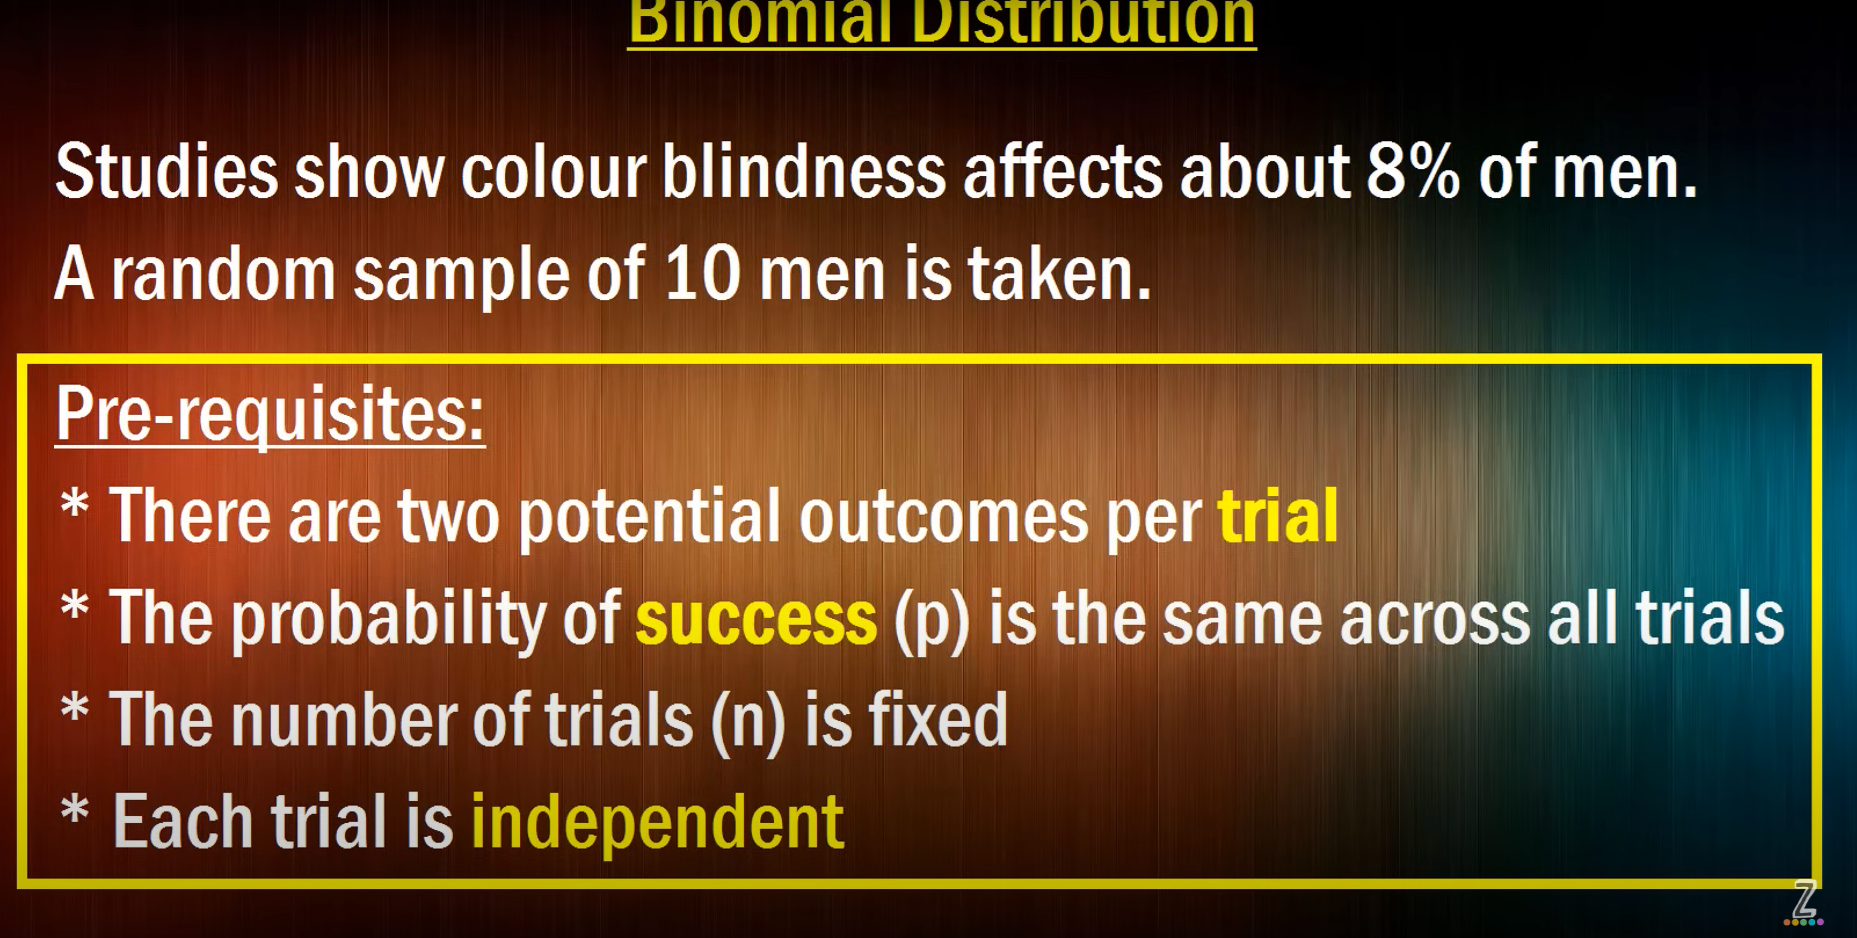 Binomial Distribution
Studies show colour blindness affects about 8% of men.
A random sample of 10 men is taken.
Pre-requisites:
* There are two potential outcomes per trial
* The probability of success (p) is the same across all trials
* The number of trials (n) is fixed
* Each trial is independent
Z